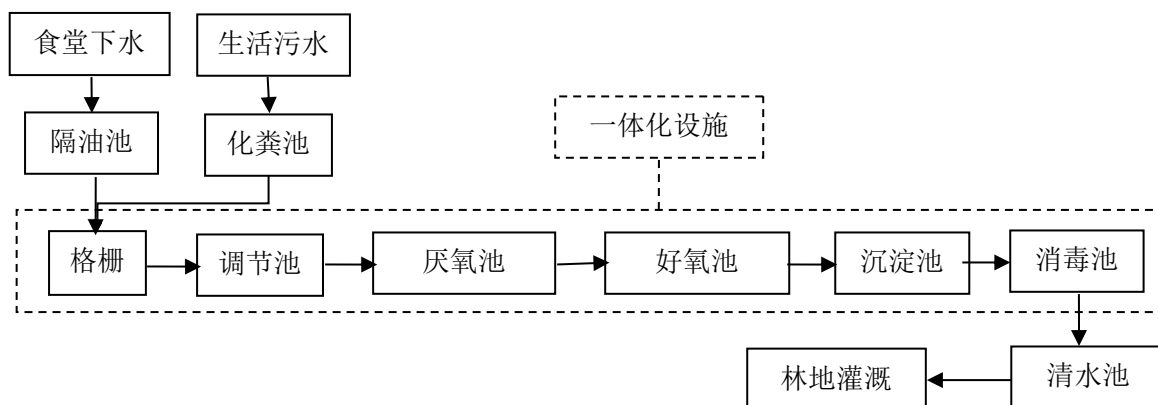 食堂下水
生活污水
隔油池
化粪池
一体化设施
格栅
调节池
厌氧池
好氧池
沉淀池
消毒池
林地灌溉
清水池